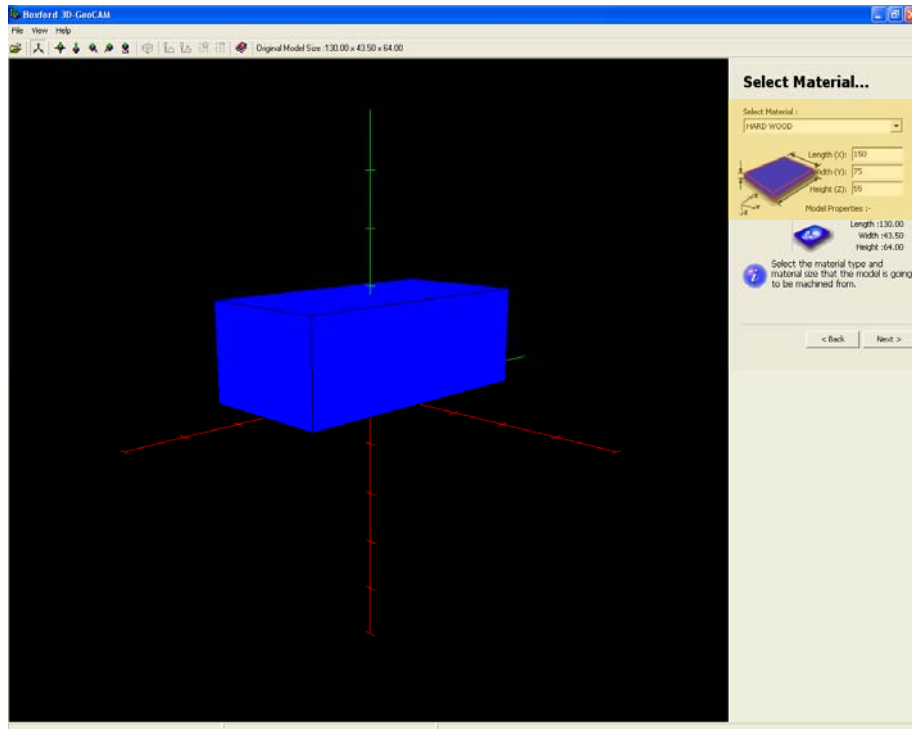 Boxford 3D-GeoCAM
File View Help
Original Model Size :130.00 x 43.50 x 64.00
Select Material...
Select Material :
HARD WOOD
Length (X): 150
Width (Y): 75
Height (Z): 55
Model Properties :-
Length :130.00
Width :43.50
Height :64.00
Select the material type and
material size that the model is going
to be machined from.
< Back Next >